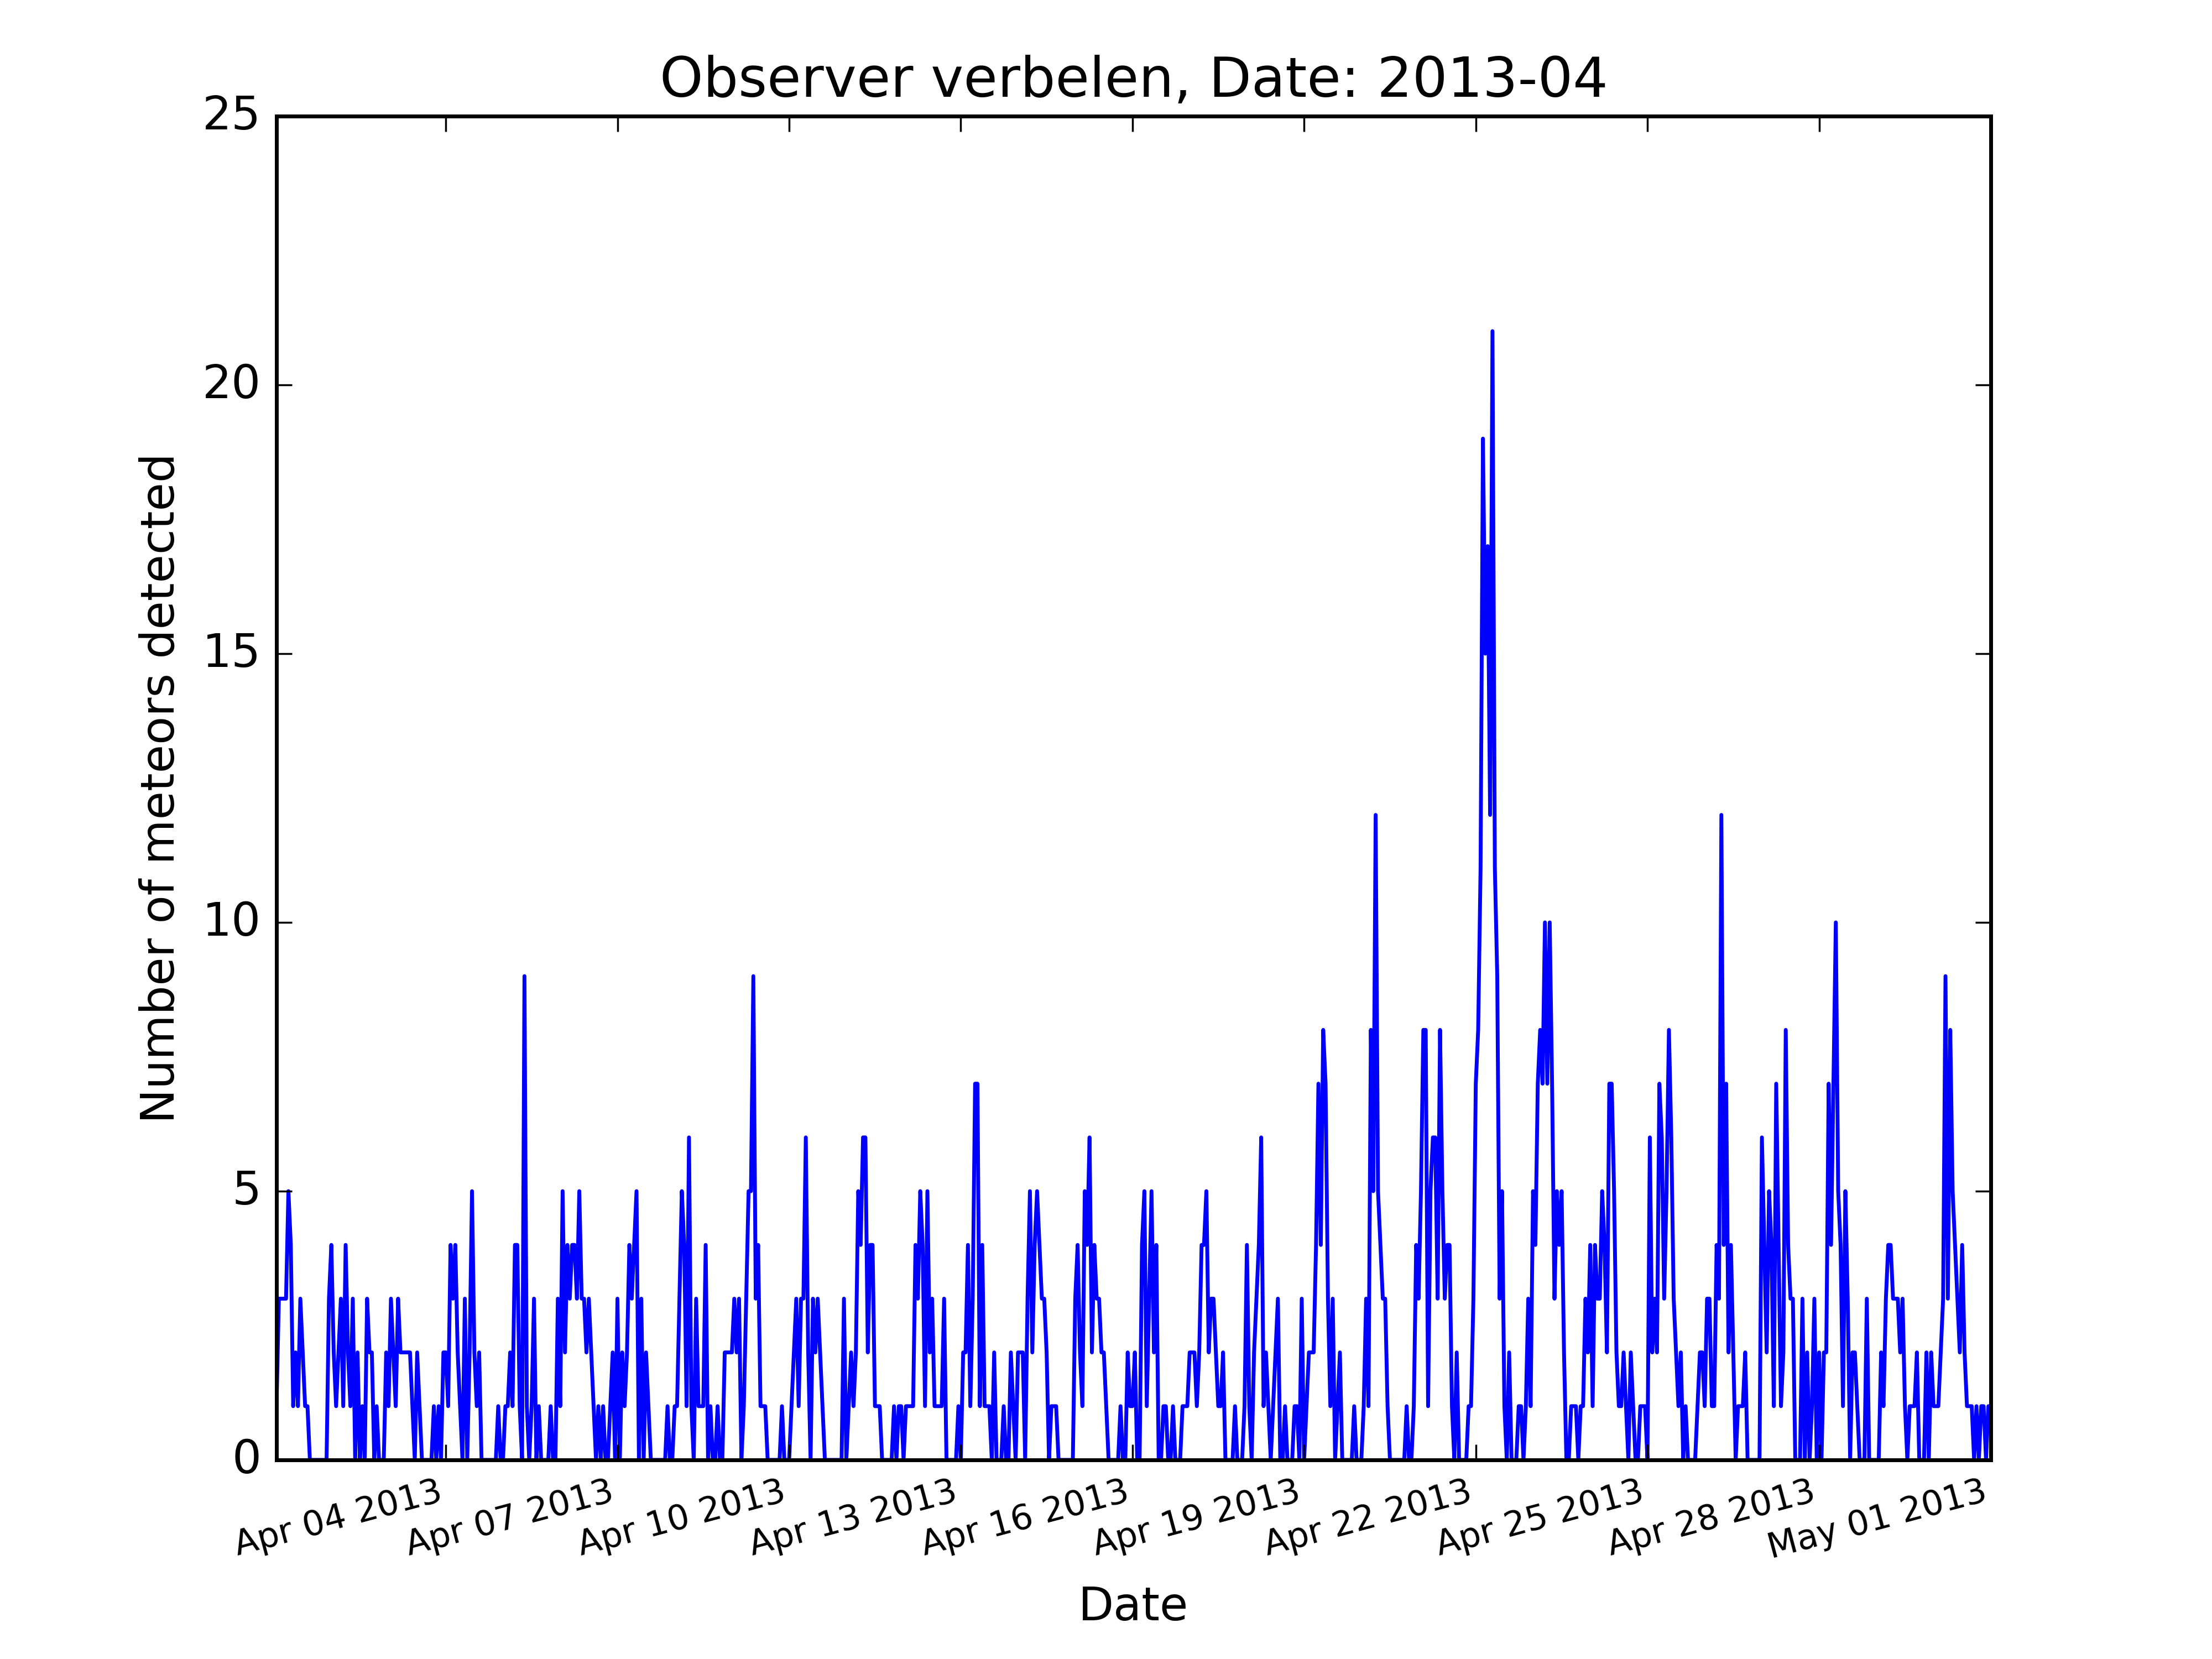 Observer verbelen, Date: 2013-04
25
20
15
10
5
0
Number of meteors detected
Apr 04 2013
Apr 07 2013
Apr 10 2013
Apr 13 2013
Apr 16 2013
Apr 19 2013
Apr 22 2013
Apr 25 2013
Apr 28 2013
May 01 2013
Date